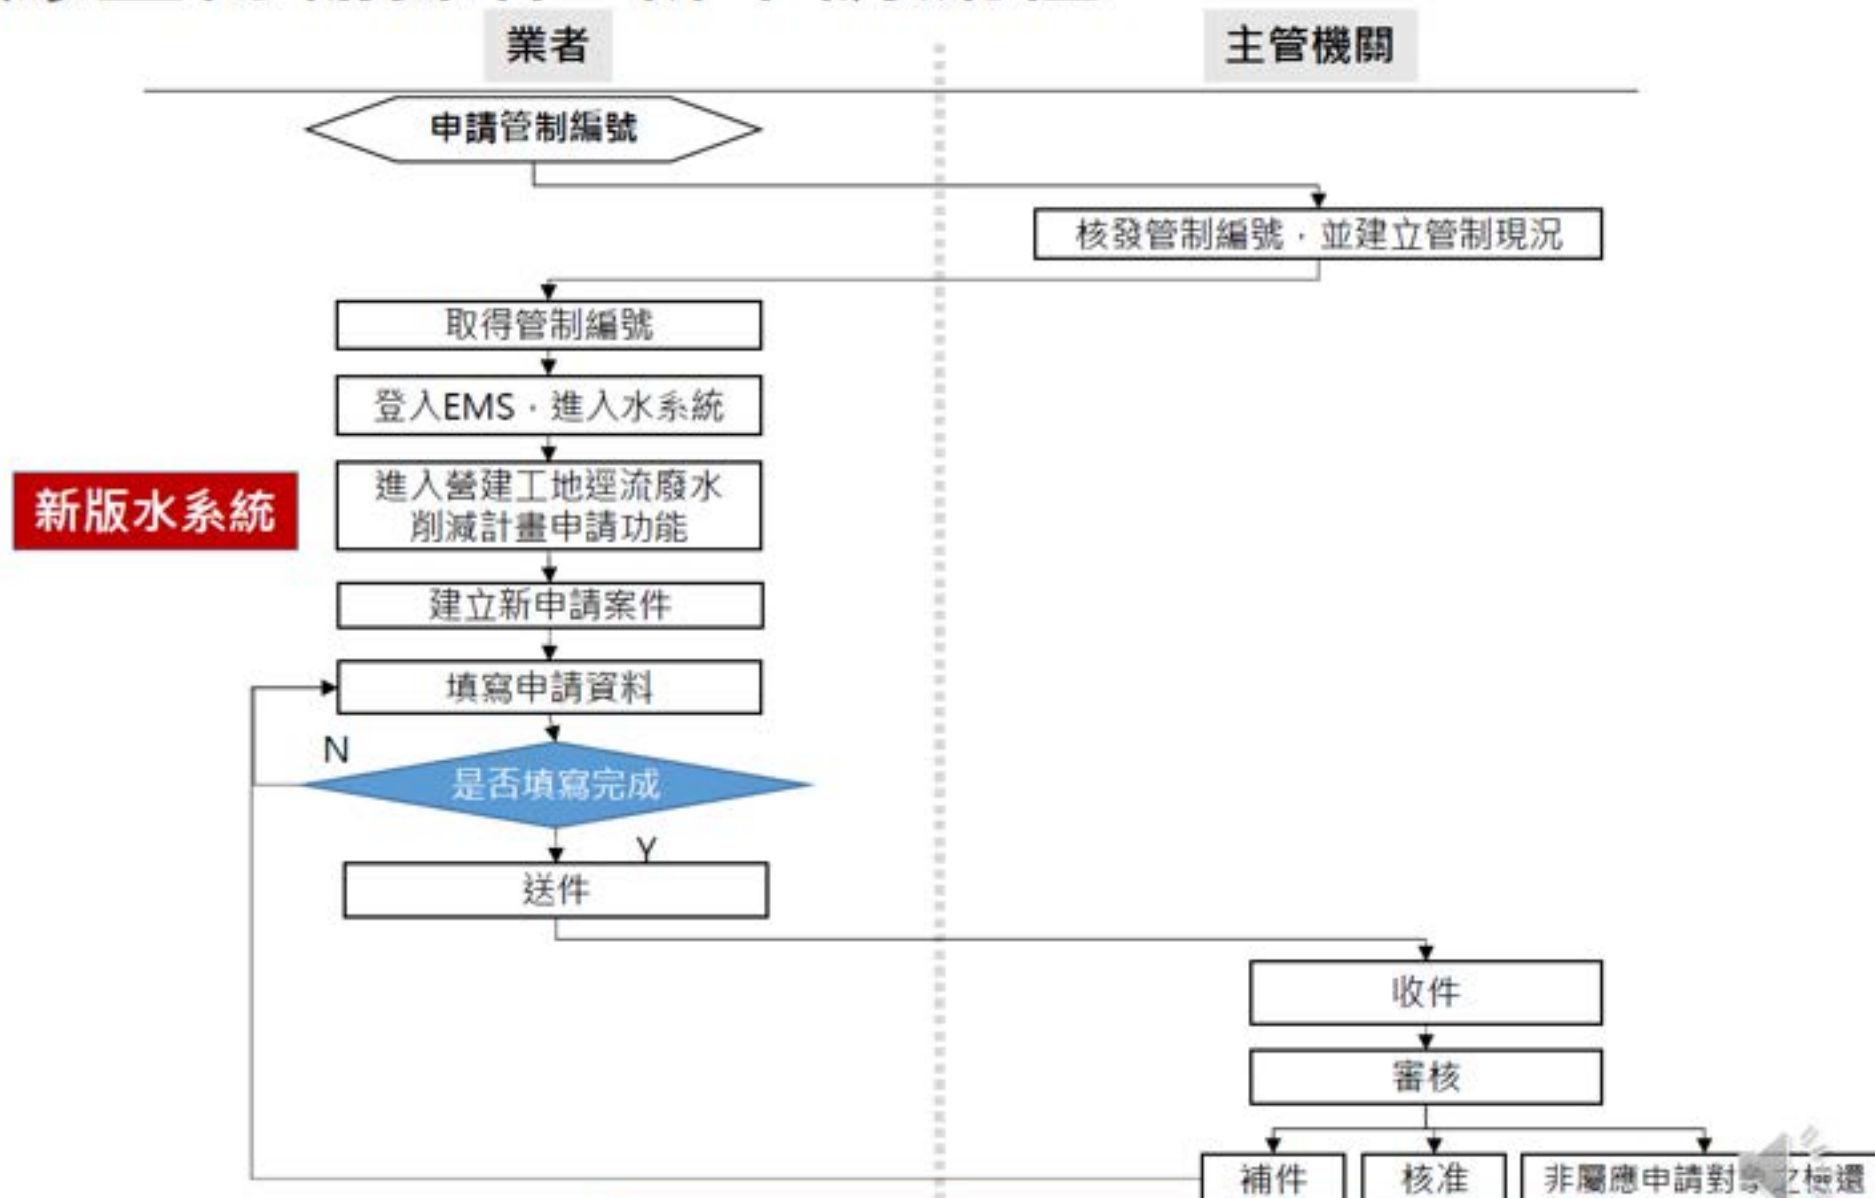 業者
主管機關
申請管制編號
核發管制編號，並建立管制現況
取得管制編號
登入EMS，進入水系統
新版水系統
進入營建工地逕流廢水
削減計畫申請功能
建立新申請案件
填寫申請資料
N
是否填寫完成
Y
送件
收件
審核
補件
核准
非屬應申請對
檢還